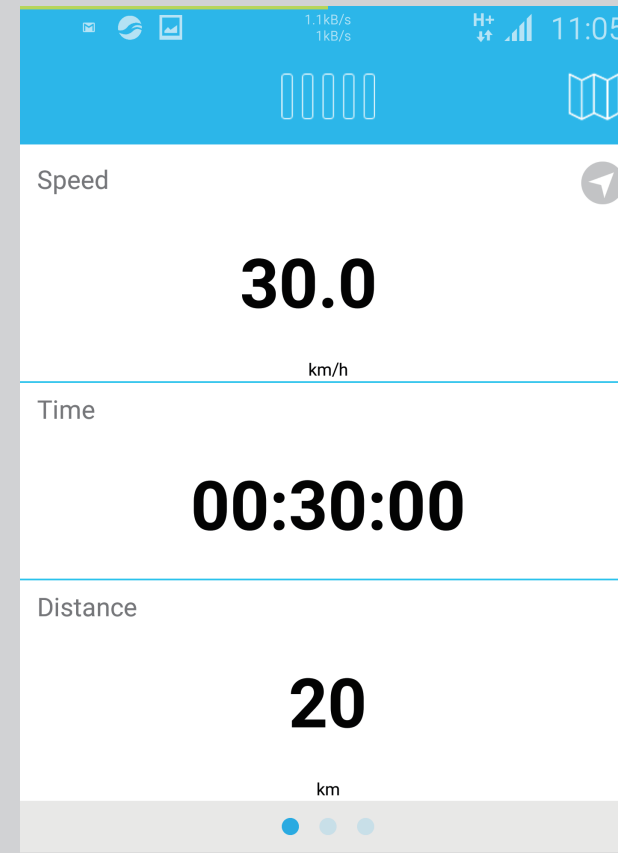 1.1kB/s
1kB/s
H+
11:05
Speed
30.0
km/h
Time
00:30:00
Distance
20
km